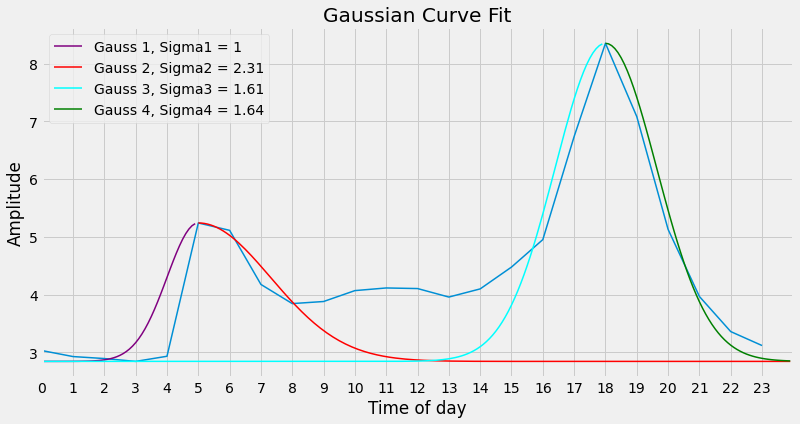 Gaussian Curve Fit
Gauss 1, Sigma1 = 1
Gauss 2, Sigma2 = 2.31
Gauss 3, Sigma3 = 1.61
Gauss 4, Sigma4 = 1.64
Amplitude
8
7
6
5
4
3
0 1 2 3 4 5 6 7 8 9 10 11 12 13 14 15 16 17 18 19 20 21 22 23
Time of day